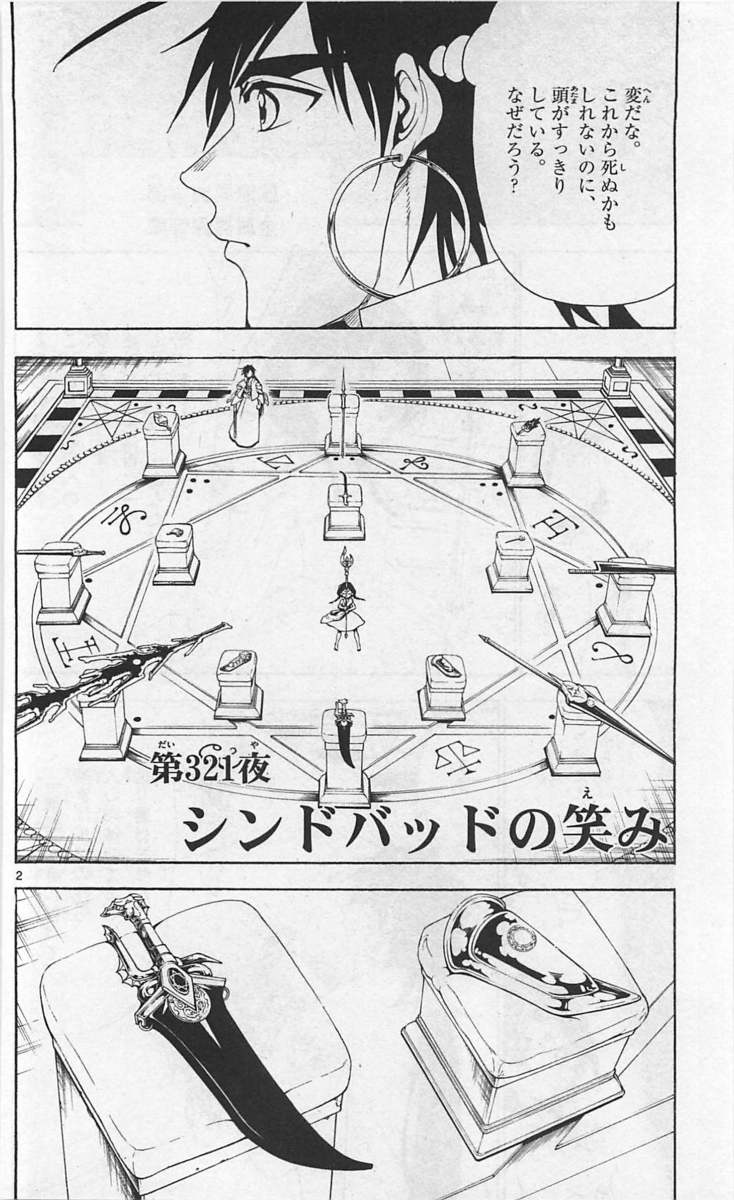 変だな。
これから死ぬかも
しれないのに、
頭がすっきり
している。
なぜだろう?
第321夜
シンドバッドの笑み
2